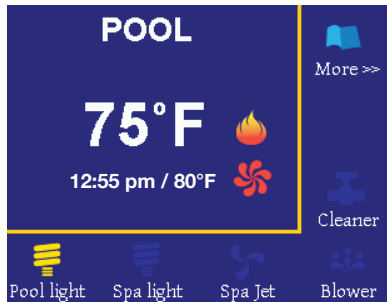 POOL
More >>
75°F
12:55 pm / 80°F
Cleaner
Pool light
Spa light
Spa Jet
Blower